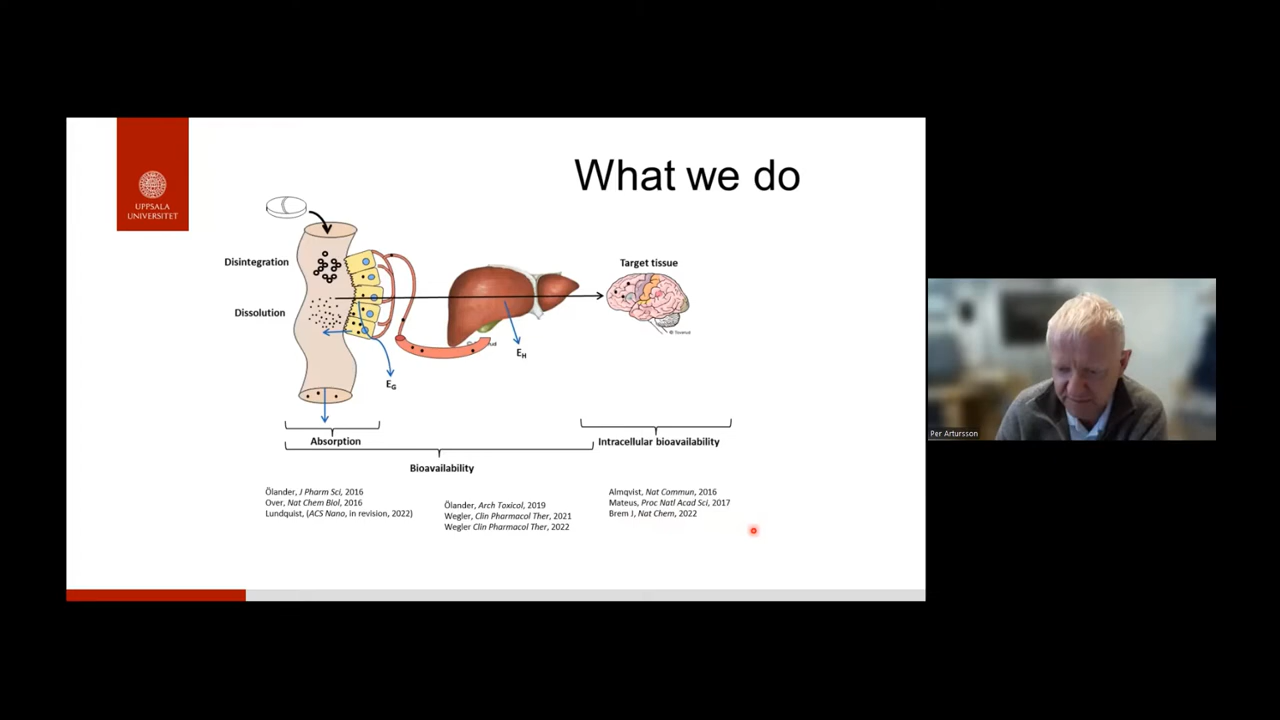 What we do
UPPSALA
UNIVERSITET
Disintegration
Dissolution
Target tissue
EH
EG
Absorption
Intracellular bioavailability
Bioavailability
Ölander, J Pharm Sci, 2016
Over, Nat Chem Biol, 2016
Lundquist, (ACS Nano, in revision, 2022)
Ölander, Arch Toxicol, 2019
Wegler, Clin Pharmacol Ther, 2021
Wegler Clin Pharmacol Ther, 2022
Almqvist, Nat Commun, 2016
Mateus, Proc Natl Acad Sci, 2017
Brem J, Nat Chem, 2022
Per Artursson